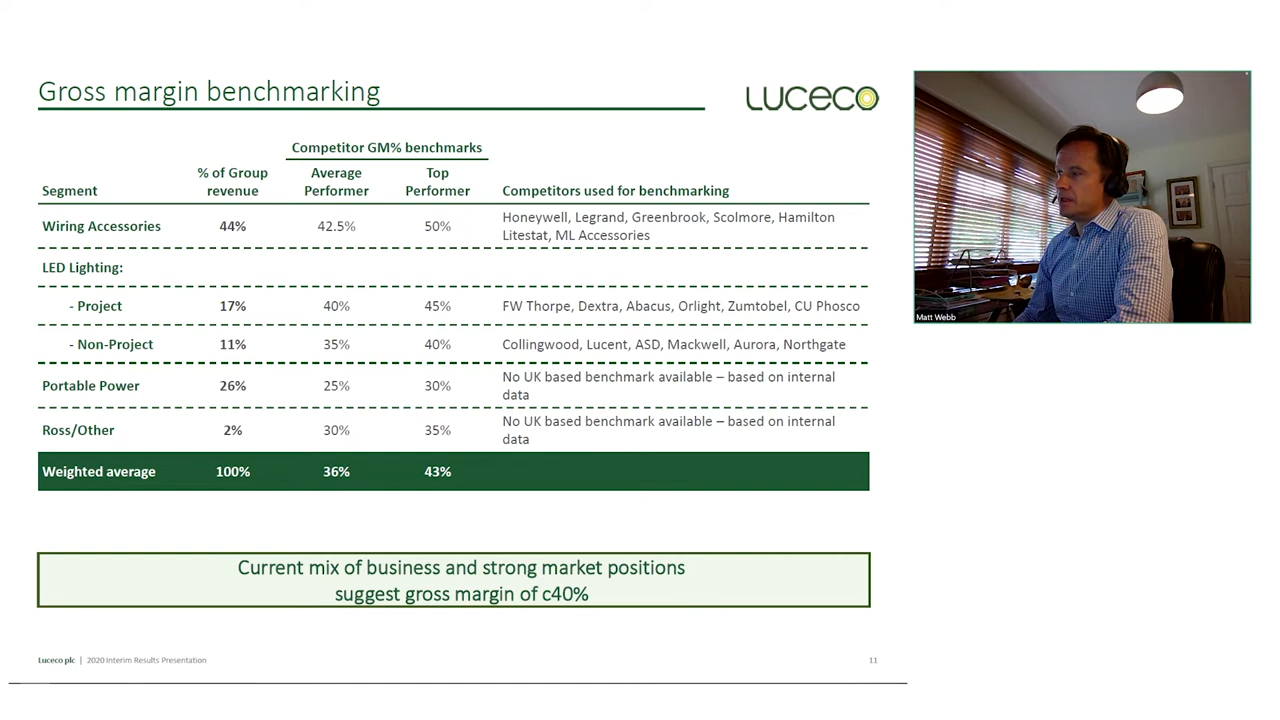 Gross margin benchmarking
LUCECO
Competitor GM% benchmarks
% of Group Average Top
Segment revenue Performer Performer Competitors used for benchmarking
Wiring Accessories 44% 42.5% 50% Honeywell, Legrand, Greenbrook, Scolmore, Hamilton
Litestat, ML Accessories
LED Lighting:
- Project 17% 40% 45% FW Thorpe, Dextra, Abacus, Orlight, Zumtobel, CU Phosco
- Non-Project 11% 35% 40% Collingwood, Lucent, ASD, Mackwell, Aurora, Northgate
Portable Power 26% 25% 30% No UK based benchmark available – based on internal
data
Ross/Other 2% 30% 35% No UK based benchmark available – based on internal
data
Weighted average 100% 36% 43%
Current mix of business and strong market positions
suggest gross margin of c40%
Luceco plc | 2020 Interim Results Presentation 11
Matt Webb